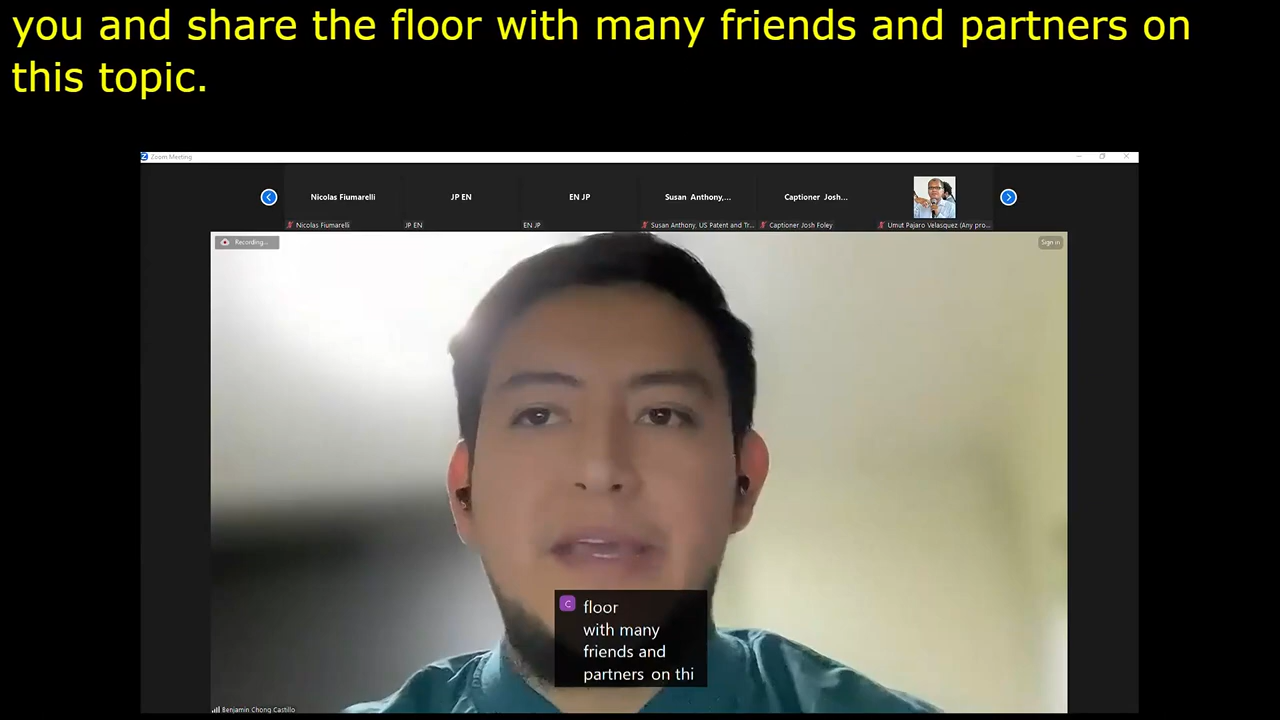 you and share the floor with many friends and partners on
this topic.
Zoom Meeting
Nicolas Fiumarelli
JP EN
EN JP
Susan Anthony,...
Captioner Josh...
Nicolas Fiumarelli
JP EN
EN JP
Susan Anthony, US Patent and Tr...
Captioner Josh Foley
Umut Pajaro Velasquez (Any pro...
Recording...
Sign in
C
floor
with many
friends and
partners on thi
Benjamin Chong Castillo